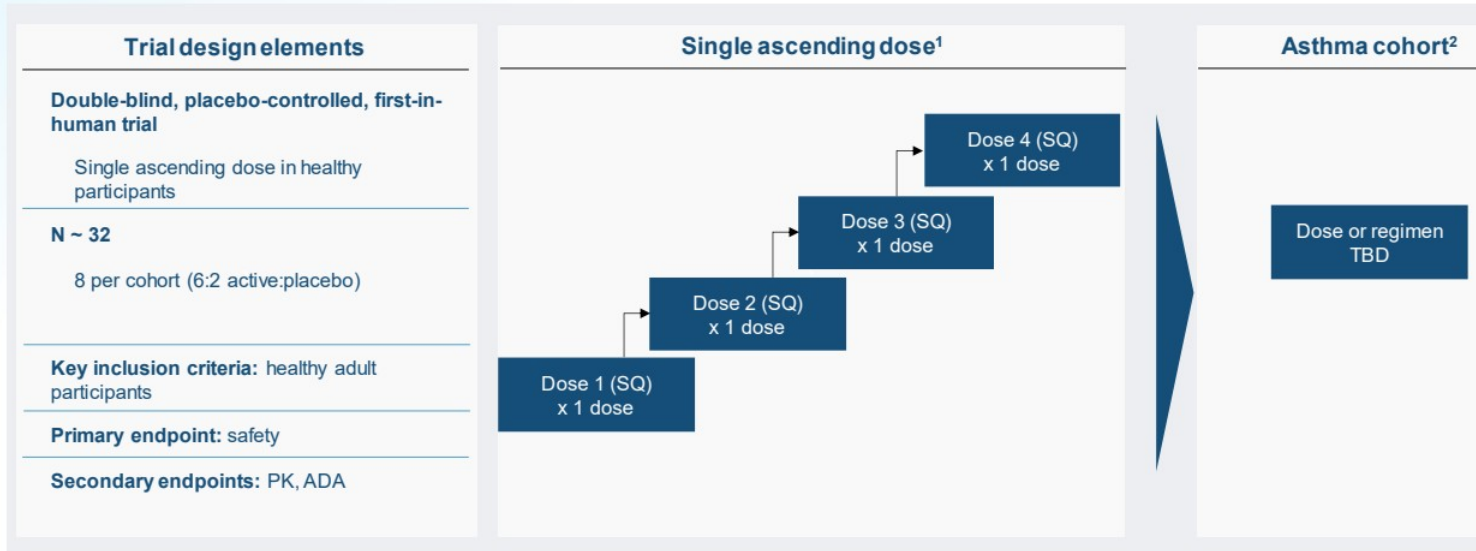 Trial design elements
Double-blind, placebo-controlled, first-in-
human trial
Single ascending dose in healthy
participants
N ~ 32
8 per cohort (6:2 active:placebo)
Key inclusion criteria: healthy adult
participants
Primary endpoint: safety
Secondary endpoints: PK, ADA
Single ascending dose¹
Dose 1 (SQ)
x 1 dose
Dose 2 (SQ)
x 1 dose
Dose 3 (SQ)
x 1 dose
Dose 4 (SQ)
x 1 dose
Asthma cohort²
Dose or regimen
TBD